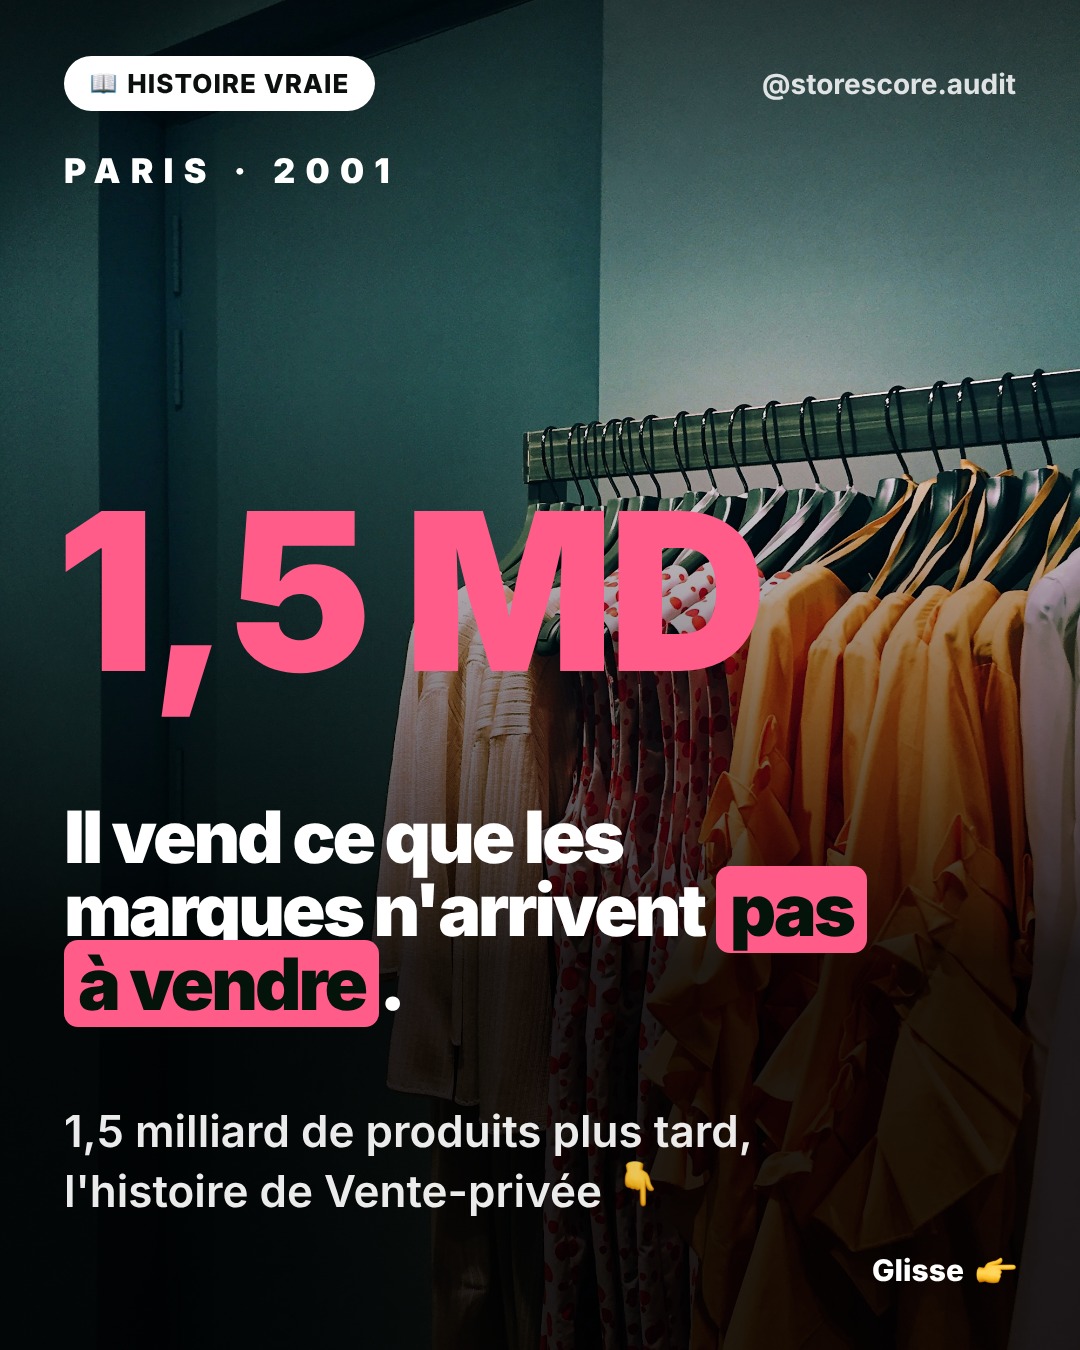 📖 HISTOIRE VRAIE
@storescore.audit
PARIS · 2001
1,5 MD
Il vend ce que les
marques n'arrivent pas
à vendre.
1,5 milliard de produits plus tard,
l'histoire de Vente-privée 👇
Glisse 👉